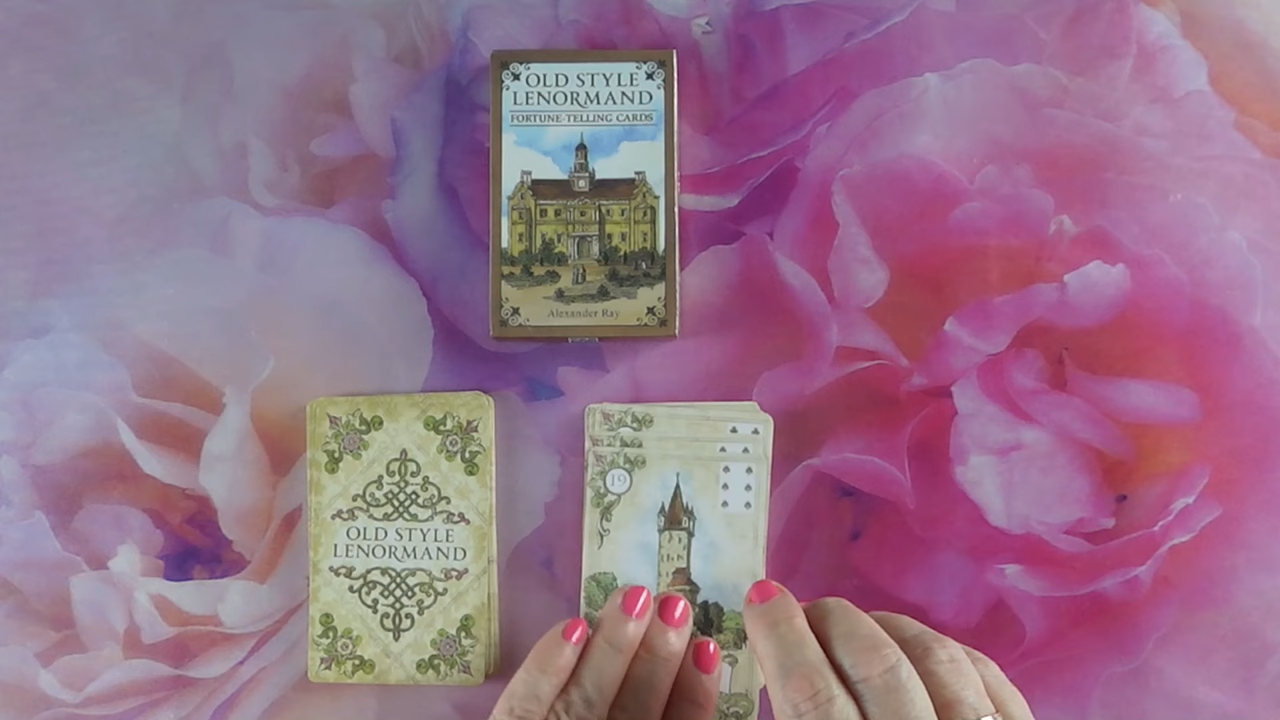 OLD STYLE
LENORMAND
FORTUNE-TELLING CARDS
Alexander Ray
OLD STYLE
LENORMAND
19